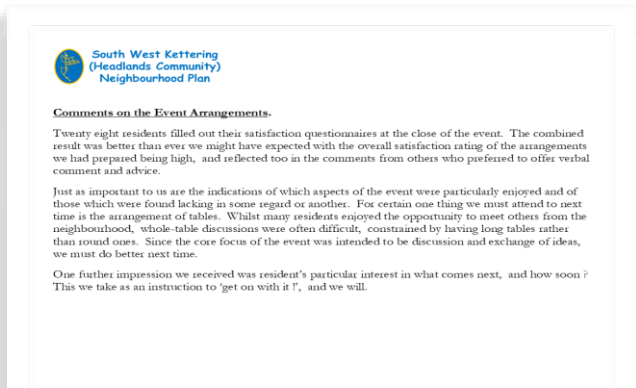 South West Kettering
(Headlands Community)
Neighbourhood Plan
Comments on the Event Arrangements.
Twenty eight residents filled out their satisfaction questionnaires at the close of the event. The combined
result was better than ever we might have expected with the overall satisfaction rating of the arrangements
we had prepared being high, and reflected too in the comments from others who preferred to offer verbal
comment and advice.
Just as important to us are the indications of which aspects of the event were particularly enjoyed and of
those which were found lacking in some regard or another. For certain one thing we must attend to next
time is the arrangement of tables. Whilst many residents enjoyed the opportunity to meet others from the
neighbourhood, whole-table discussions were often difficult, constrained by having long tables rather
than round ones. Since the core focus of the event was intended to be discussion and exchange of ideas,
we must do better next time.
One further impression we received was resident's particular interest in what comes next, and how soon ?
This we take as an instruction to 'get on with it !', and we will.